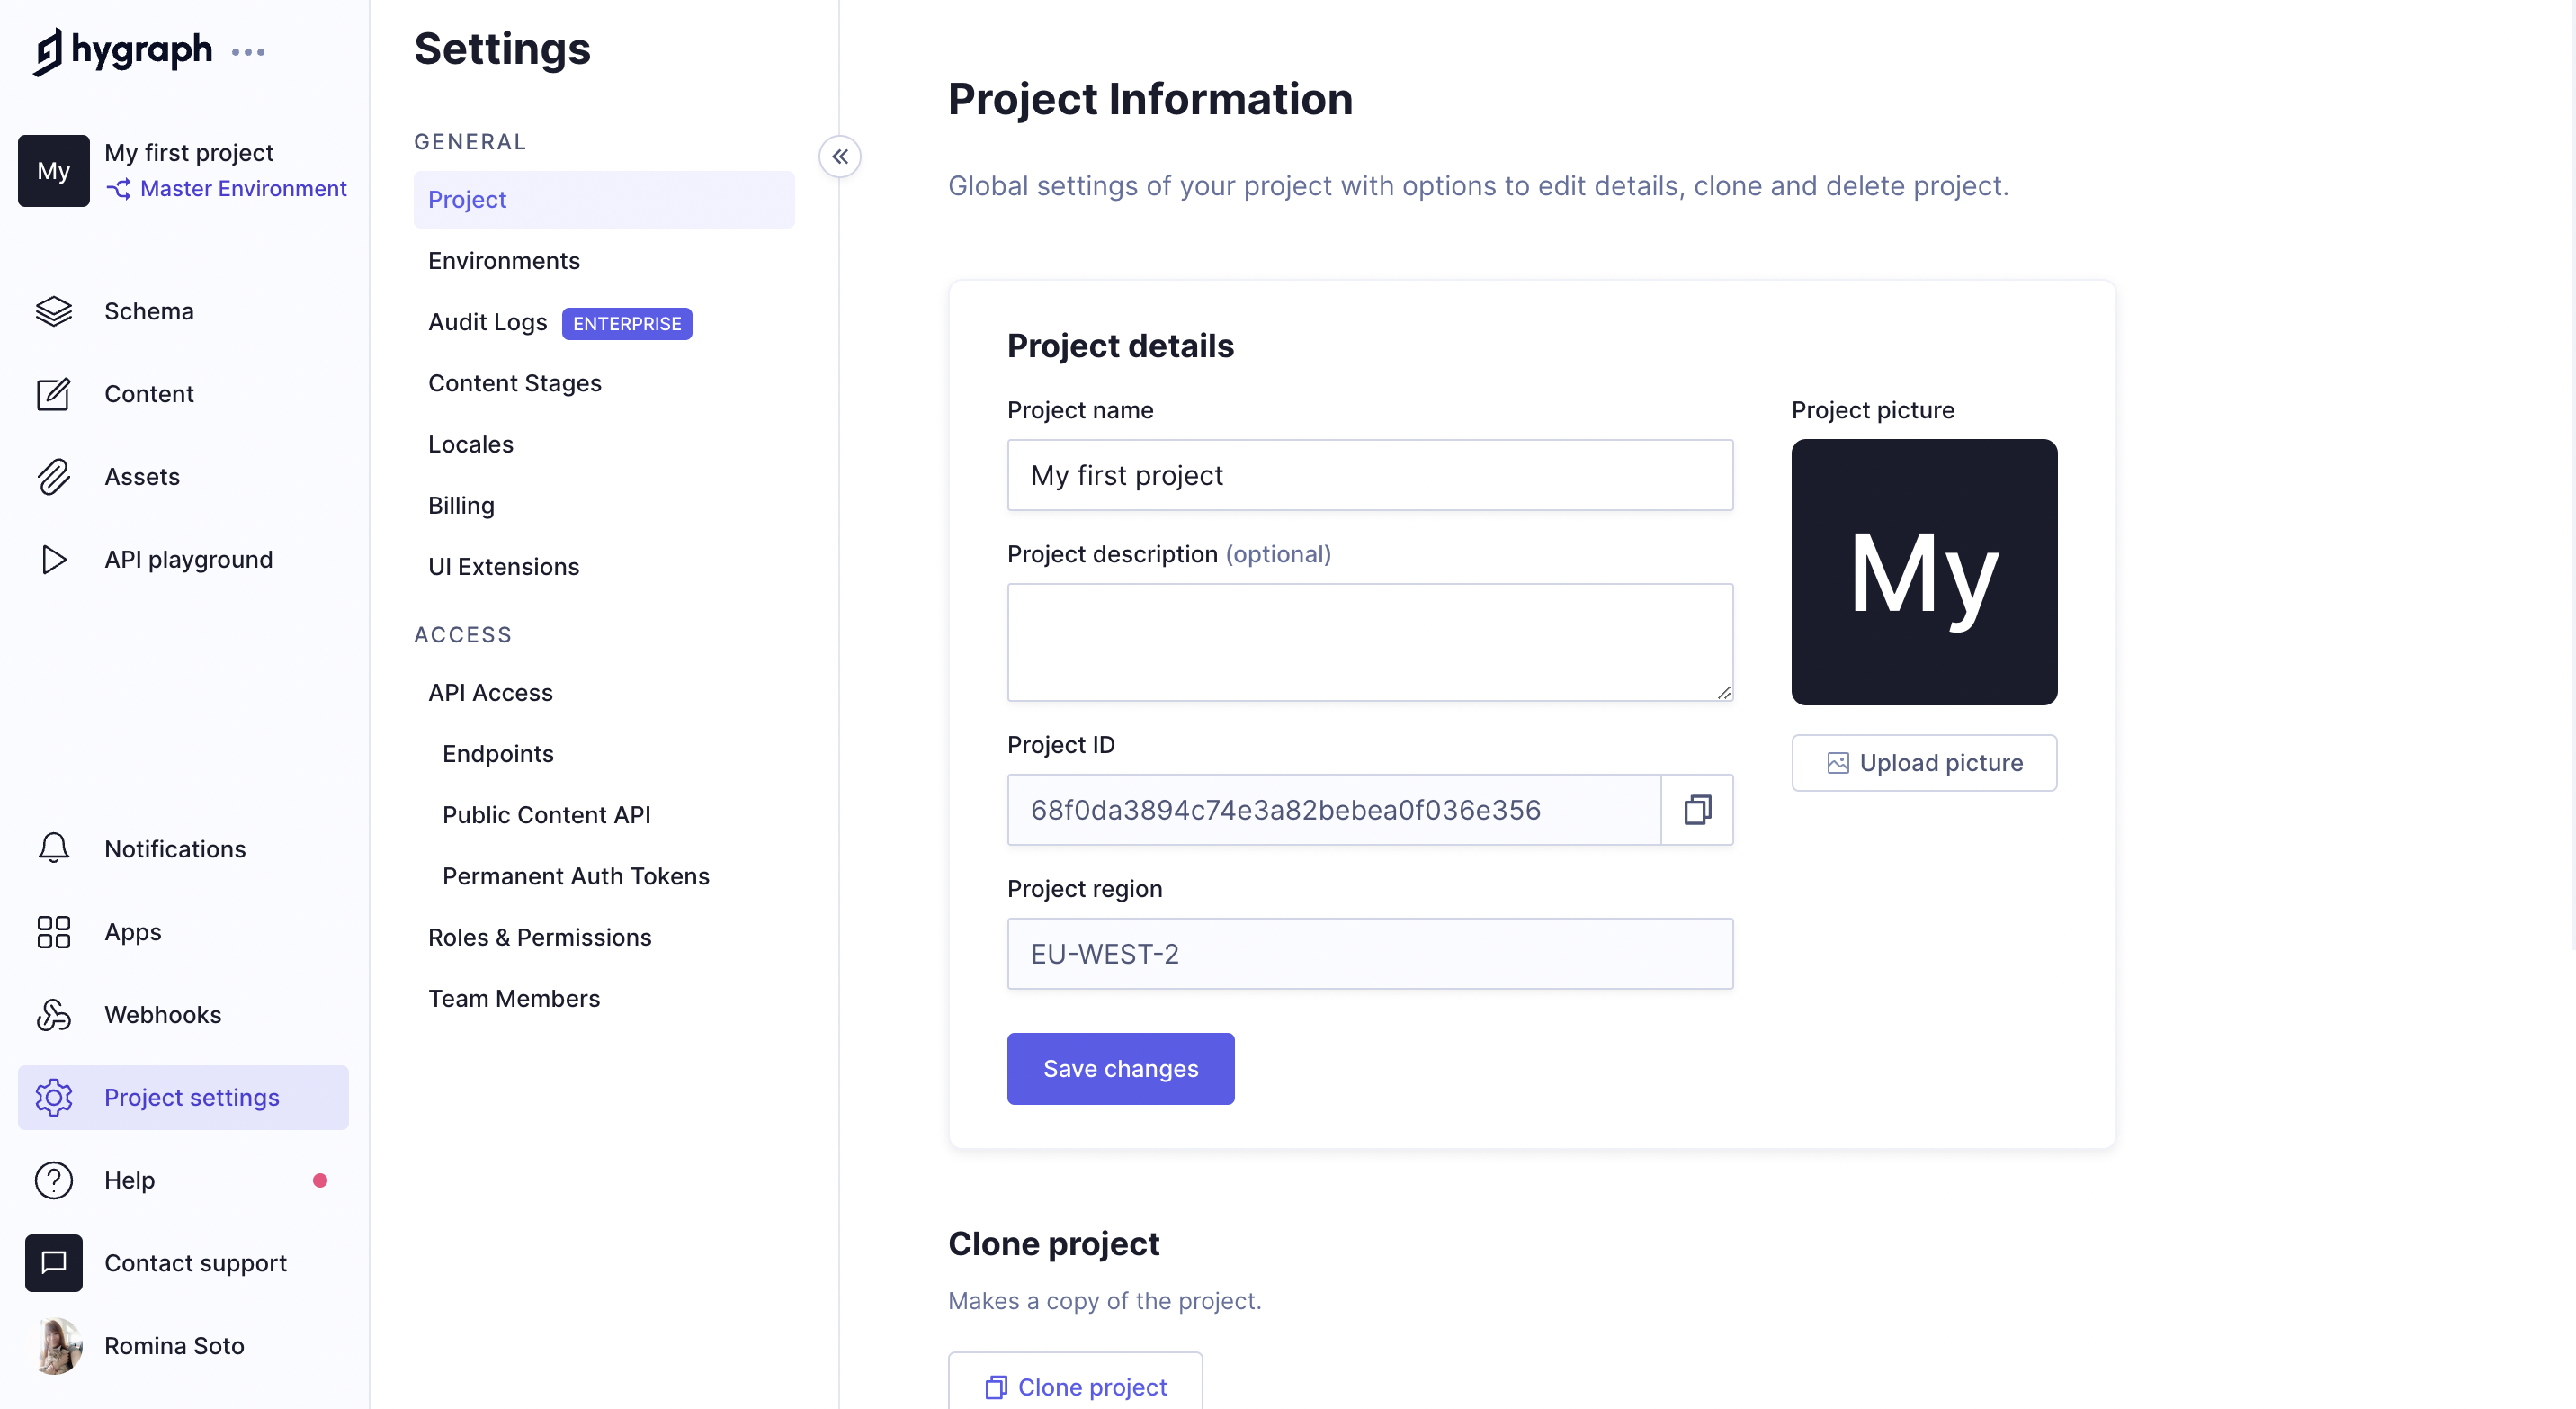 hygraph
My
My first project
Master Environment
Schema
Content
Assets
API playground
Notifications
Apps
Webhooks
Project settings
Help
Contact support
Romina Soto
Settings
GENERAL
Project
Environments
Audit Logs ENTERPRISE
Content Stages
Locales
Billing
UI Extensions
ACCESS
API Access
Endpoints
Public Content API
Permanent Auth Tokens
Roles & Permissions
Team Members
Project Information
Global settings of your project with options to edit details, clone and delete project.
Project details
Project name
My first project
Project description (optional)
Project ID
68f0da3894c74e3a82bebea0f036e356
Project region
EU-WEST-2
Save changes
Project picture
My
Upload picture
Clone project
Makes a copy of the project.
Clone project